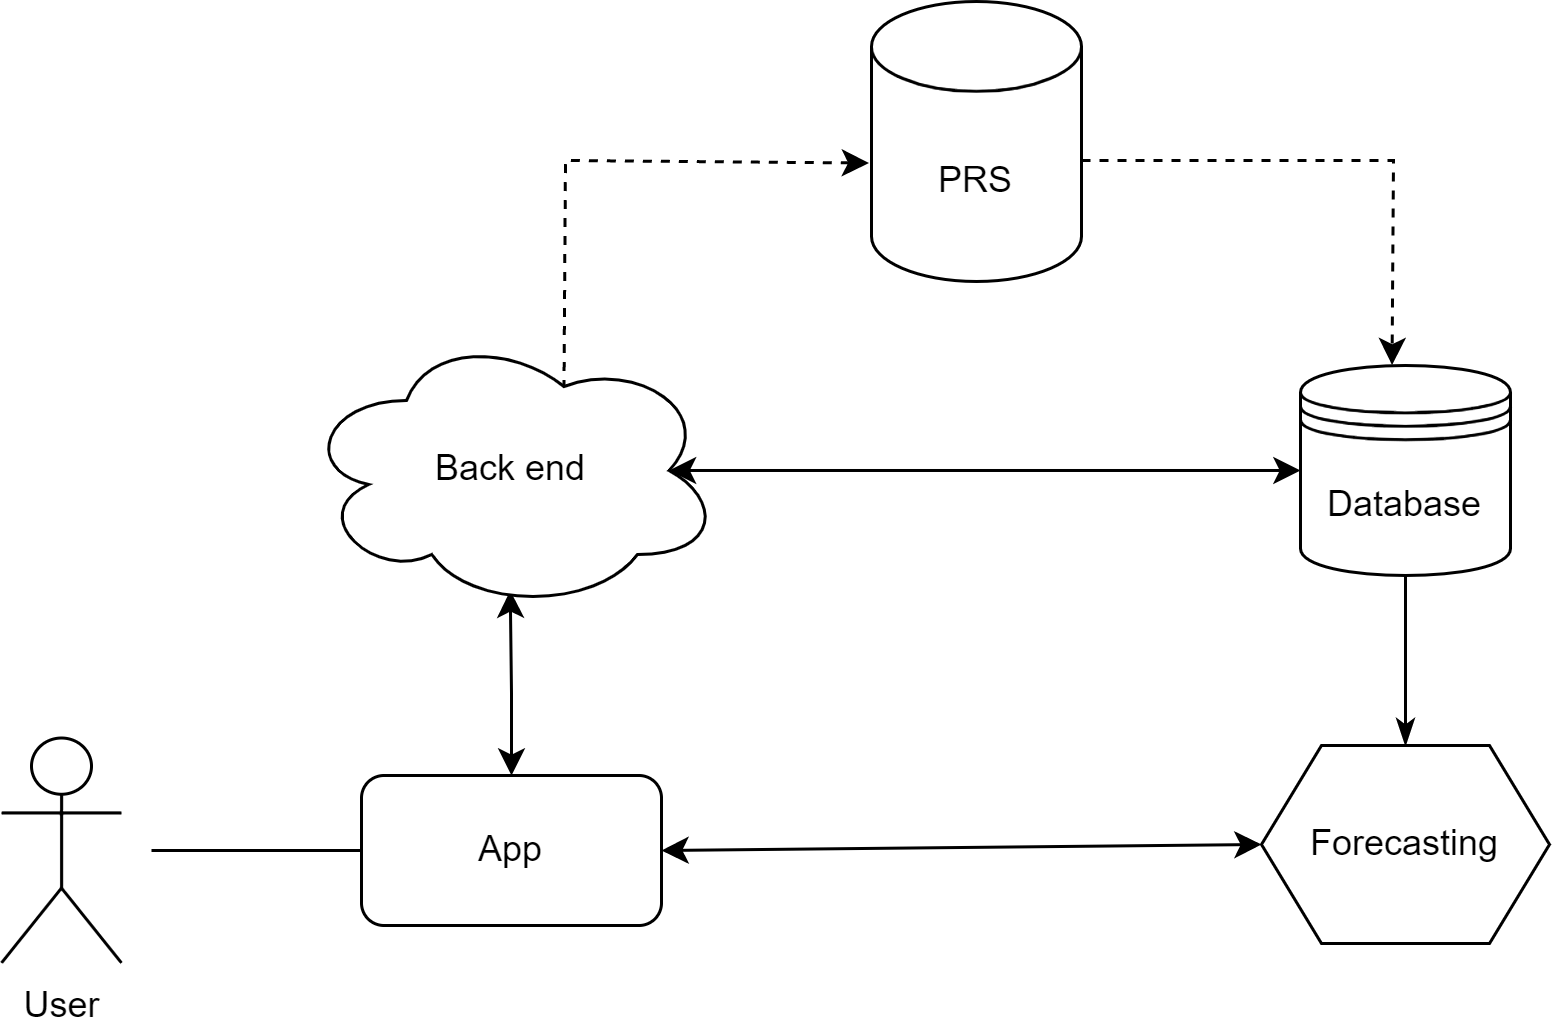 PRS
Back end
Database
App
Forecasting
User